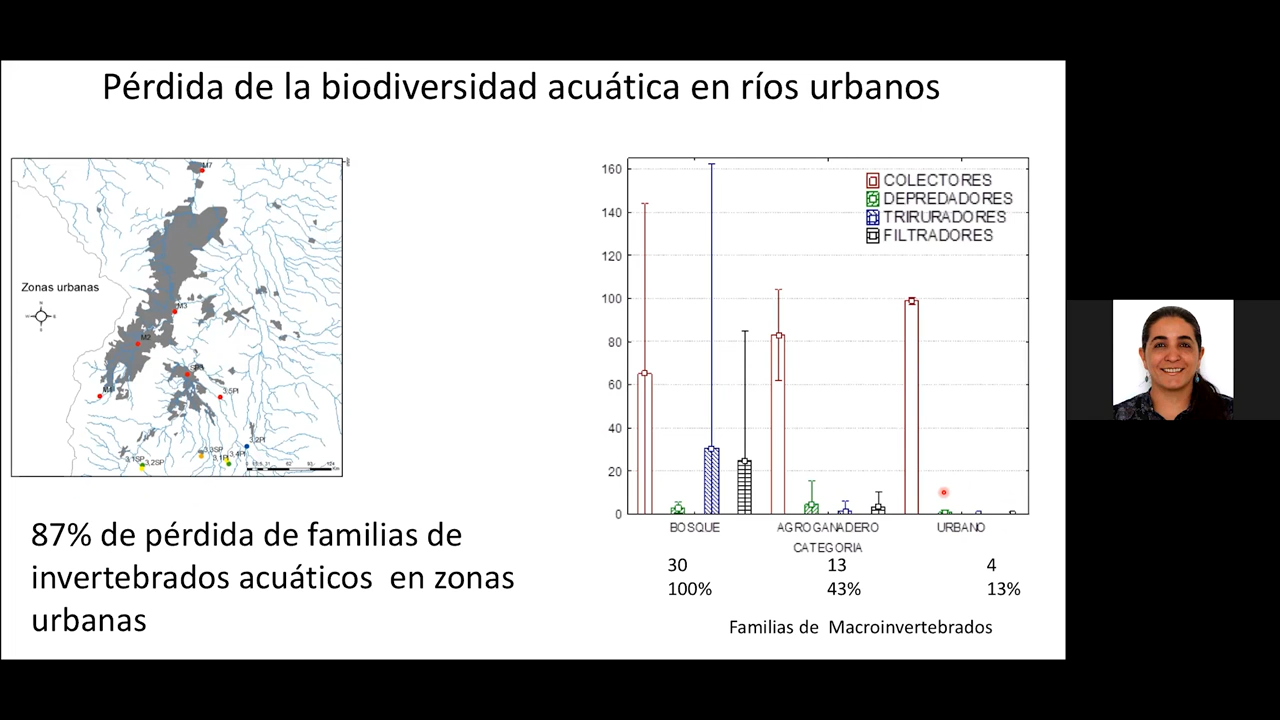 Pérdida de la biodiversidad acuática en ríos urbanos
M7
Zonas urbanas
M3
M2
3,5PI
3,2PI
3,3SP
3,4PI
3,1SP
3,2SP
87% de pérdida de familias de
invertebrados acuáticos en zonas
urbanas
160
140
120
100
80
60
40
20
0
COLECTORES
DEPREDADORES
TRIRURADORES
FILTRADORES
BOSQUE AGROGANADERO URBANO
CATEGORIA
30 13 4
100% 43% 13%
Familias de Macroinvertebrados